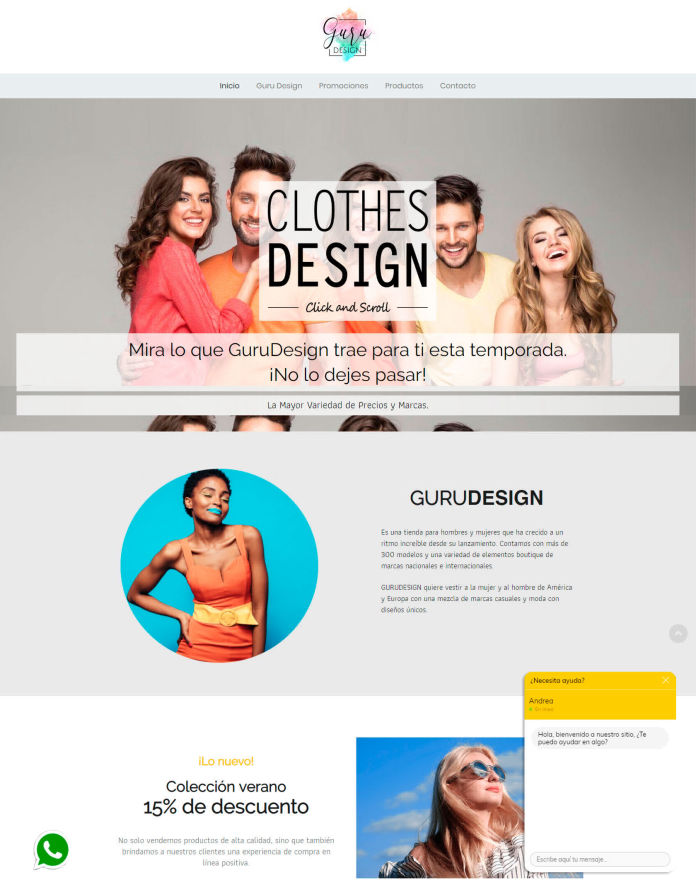 Guru
DESIGN
Inicio Guru Design Promociones Productos Contacto
CLOTHES
DESIGN
Click and Scroll
Mira lo que GuruDesign trae para ti esta temporada.
¡No lo dejes pasar!
La Mayor Variedad de Precios y Marcas.
GURUDESIGN
Es una tienda para hombres y mujeres que ha crecido a un
ritmo increíble desde su lanzamiento. Contamos con más de
300 modelos y una variedad de elementos boutique de
marcas nacionales e internacionales.
GURUDESIGN quiere vestir a la mujer y al hombre de América
y Europa con una mezcla de marcas casuales y moda con
diseños únicos.
¿Necesita ayuda?
Andrea
En línea
Hola, bienvenido a nuestro sitio, ¿Te
puedo ayudar en algo?
Escribe aquí tu mensaje...
¡Lo nuevo!
Colección verano
15% de descuento
No solo vendemos productos de alta calidad, sino que también
brindamos a nuestros clientes una experiencia de compra en
línea positiva.